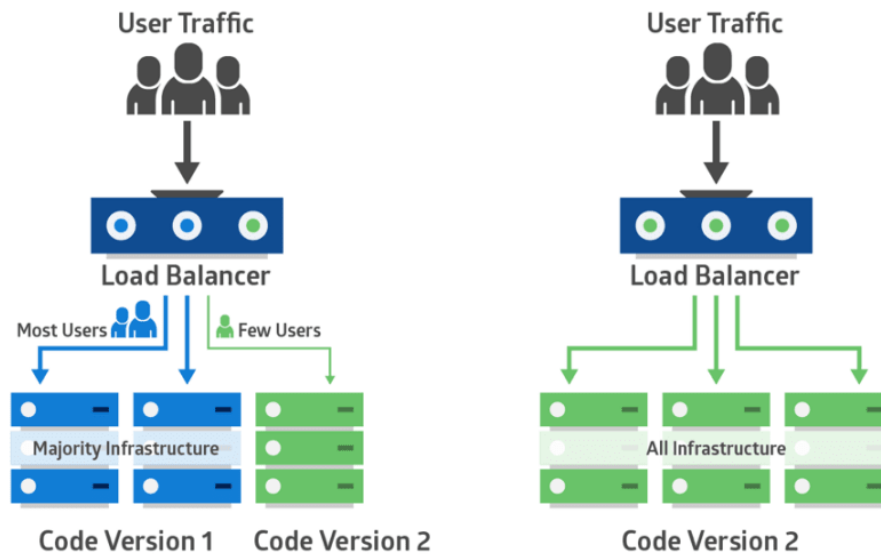 User Traffic
Load Balancer
Most Users
Few Users
Majority Infrastructure
Code Version 1
Code Version 2
User Traffic
Load Balancer
All Infrastructure
Code Version 2